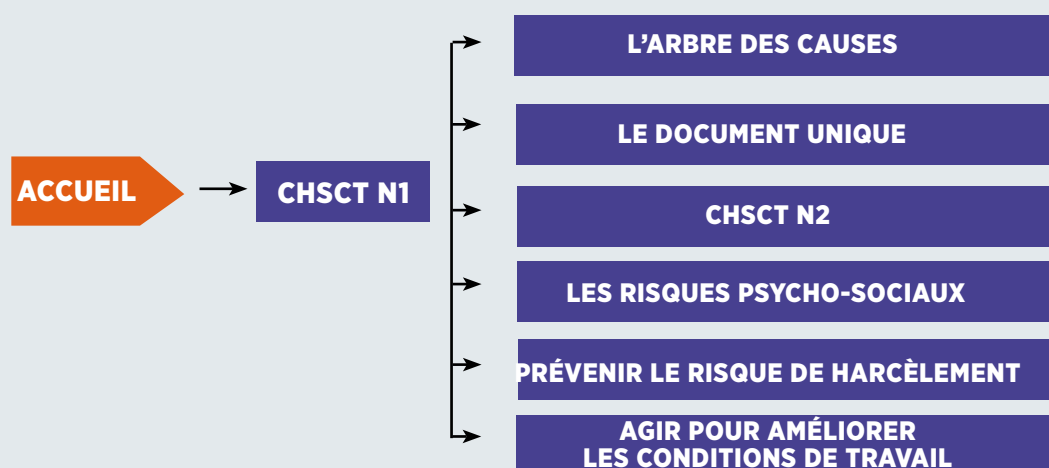 ACCUEIL
CHSCT N1
L'ARBRE DES CAUSES
LE DOCUMENT UNIQUE
CHSCT N2
LES RISQUES PSYCHO-SOCIAUX
PRÉVENIR LE RISQUE DE HARCÈLEMENT
AGIR POUR AMÉLIORER
LES CONDITIONS DE TRAVAIL